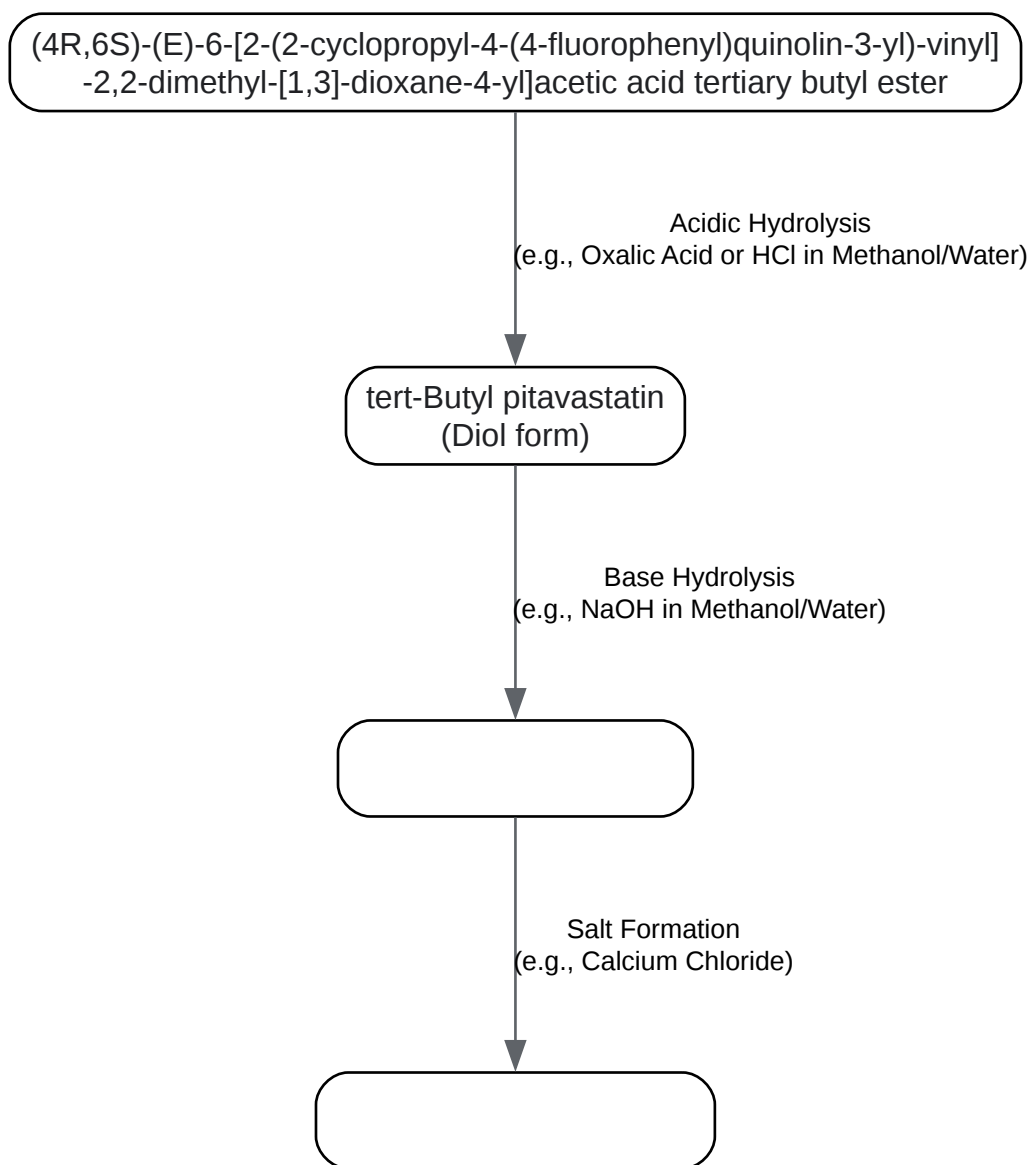 (4R,6S)-(E)-6-[2-(2-cyclopropyl-4-(4-fluorophenyl)quinolin-3-yl)-vinyl]
-2,2-dimethyl-[1,3]-dioxane-4-yl]acetic acid tertiary butyl ester
Acidic Hydrolysis
(e.g., Oxalic Acid or HCl in Methanol/Water)
tert-Butyl pitavastatin
(Diol form)
Base Hydrolysis
(e.g., NaOH in Methanol/Water)
Salt Formation
(e.g., Calcium Chloride)